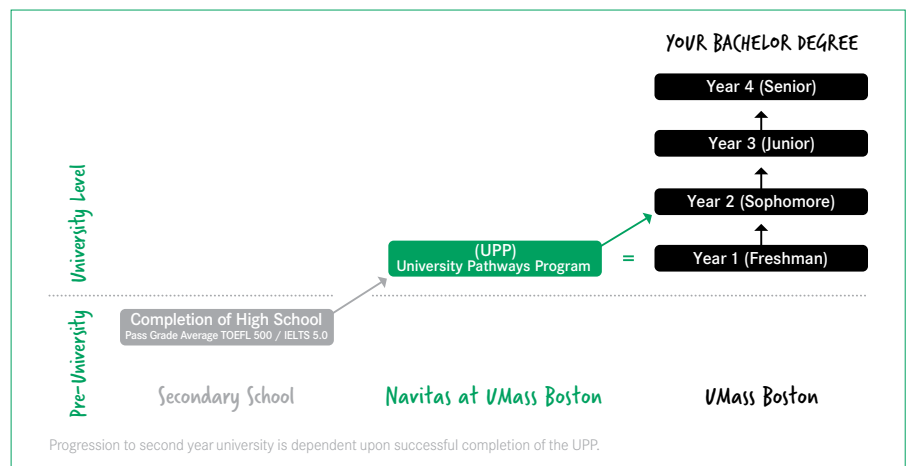 YOUR BACHELOR DEGREE
Year 4 (Senior)
Year 3 (Junior)
Year 2 (Sophomore)
University Level
(UPP)
University Pathways Program
=
Year 1 (Freshman)
Pre-University
Completion of High School
Pass Grade Average TOEFL 500 / IELTS 5.0
Secondary School
Navitas at UMass Boston
UMass Boston
Progression to second year university is dependent upon successful completion of the UPP.